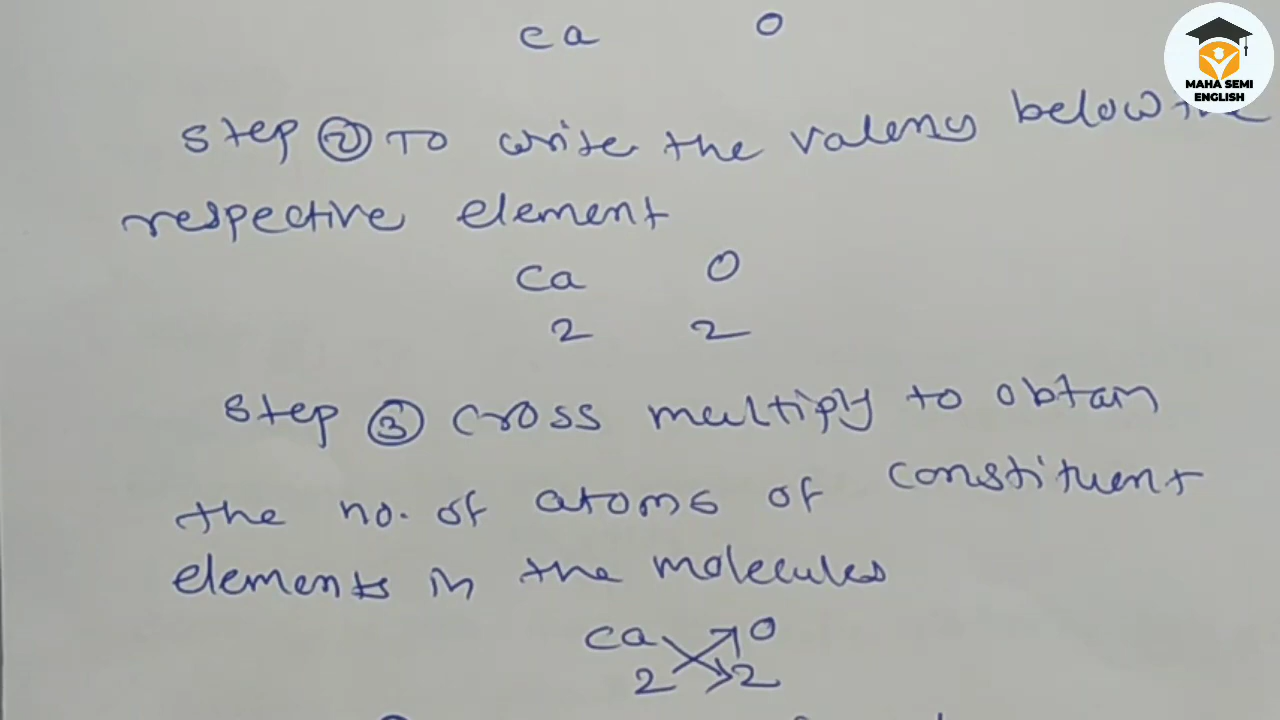 ca O
MAHA SEMI
ENGLISH
step ② To write the valency below the
respective element
ca O
2 2
step ③ cross multiply to obtain
the no. of atoms of constituent
elements in the molecules
ca O
2 2